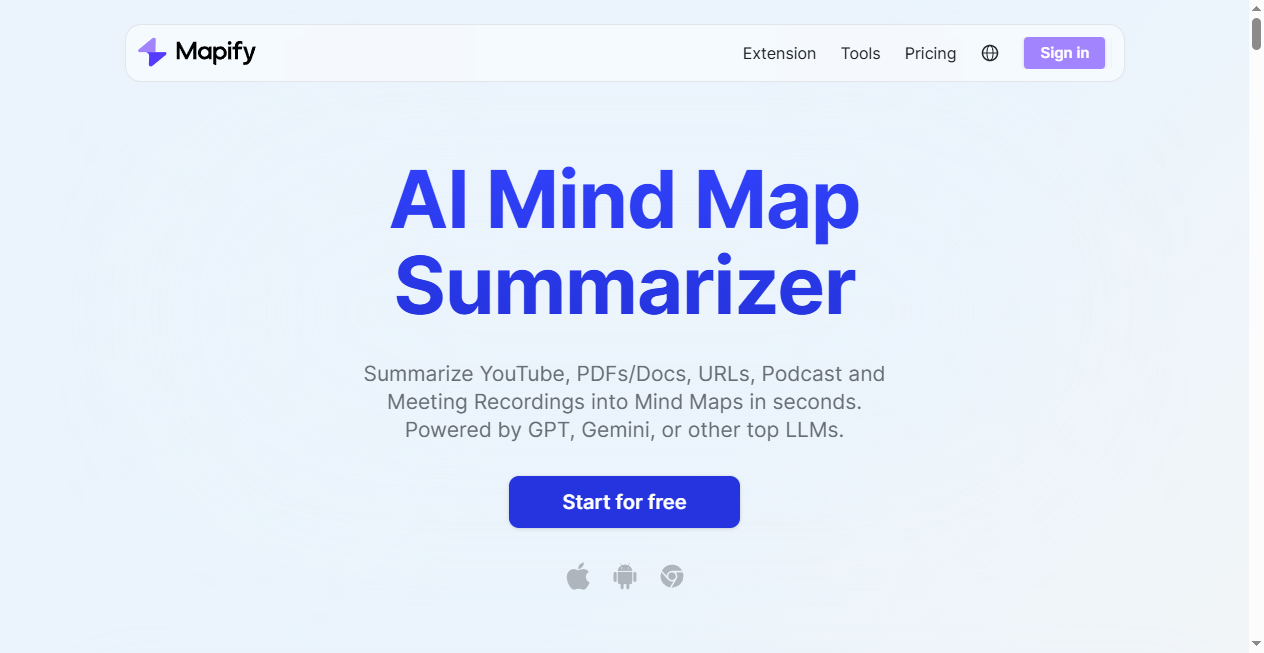 Mapify
Extension
Tools
Pricing
Sign in
AI Mind Map
Summarizer
Summarize YouTube, PDFs/Docs, URLs, Podcast and
Meeting Recordings into Mind Maps in seconds.
Powered by GPT, Gemini, or other top LLMs.
Start for free